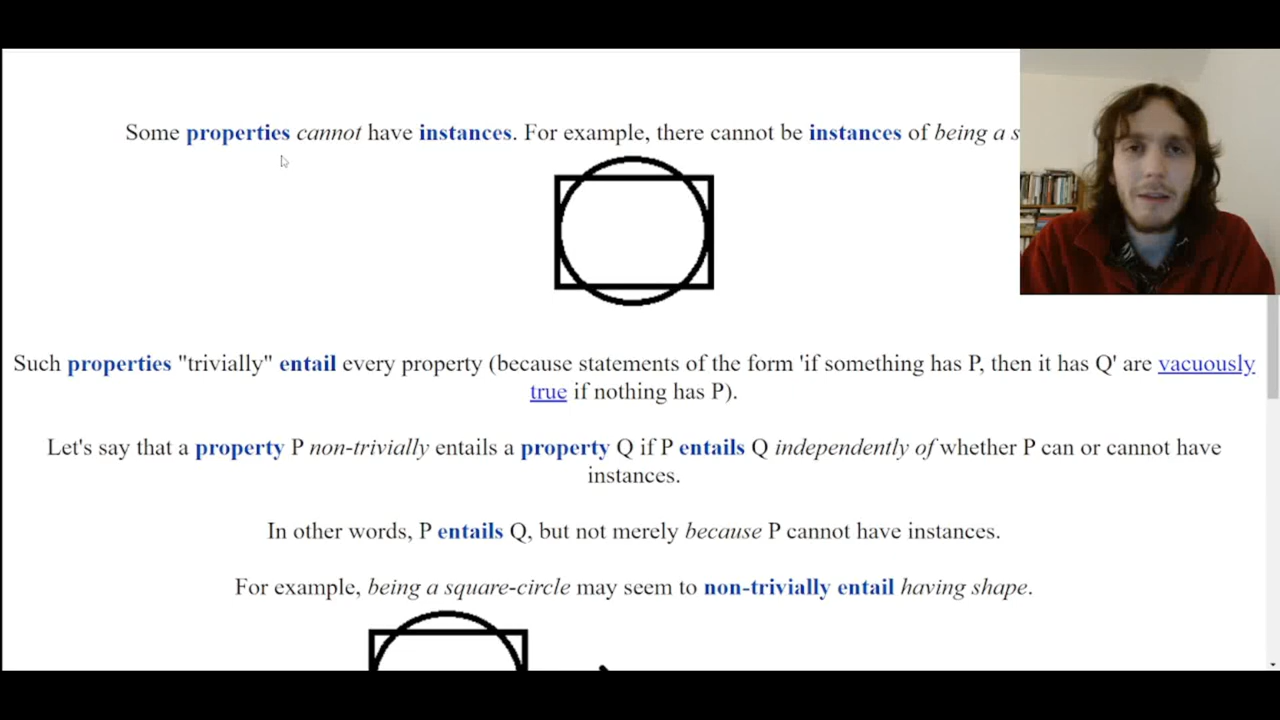 Some properties cannot have instances. For example, there cannot be instances of being a
Such properties "trivially" entail every property (because statements of the form 'if something has P, then it has Q' are vacuously
true if nothing has P).
Let's say that a property P non-trivially entails a property Q if P entails Q independently of whether P can or cannot have
instances.
In other words, P entails Q, but not merely because P cannot have instances.
For example, being a square-circle may seem to non-trivially entail having shape.